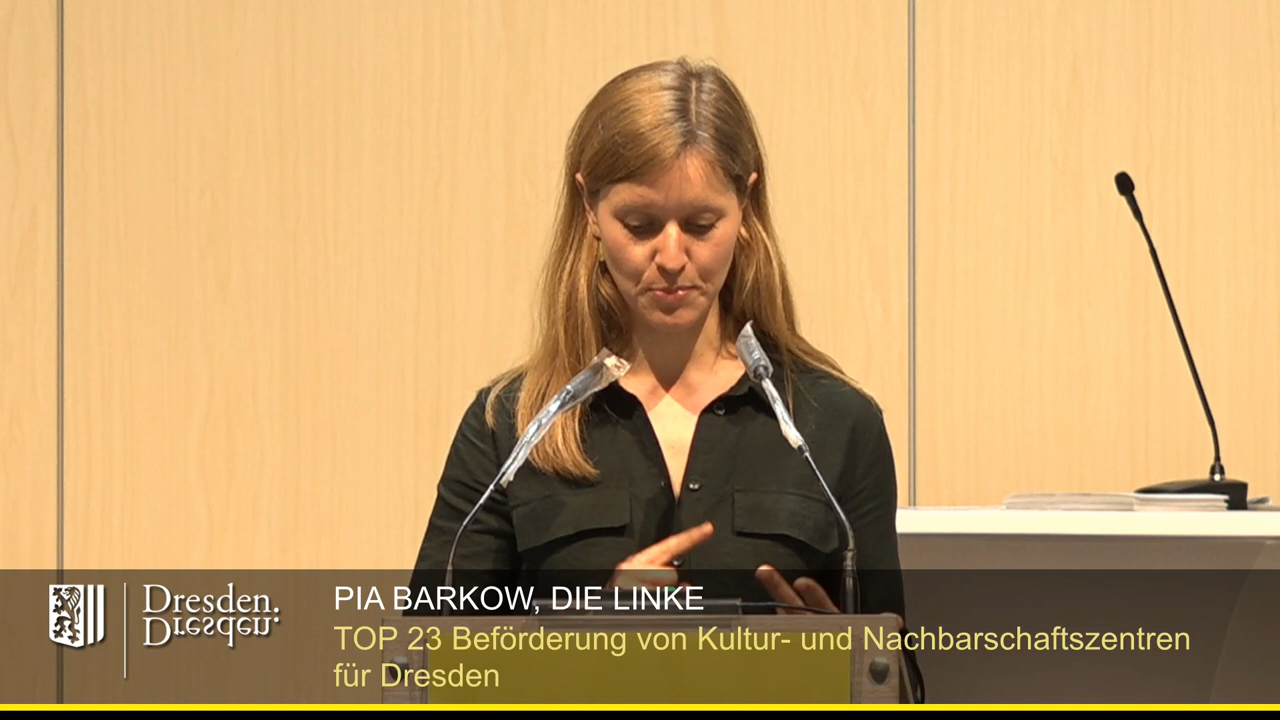 Dresden.
Dresden.
PIA BARKOW, DIE LINKE
TOP 23 Beförderung von Kultur- und Nachbarschaftszentren
für Dresden